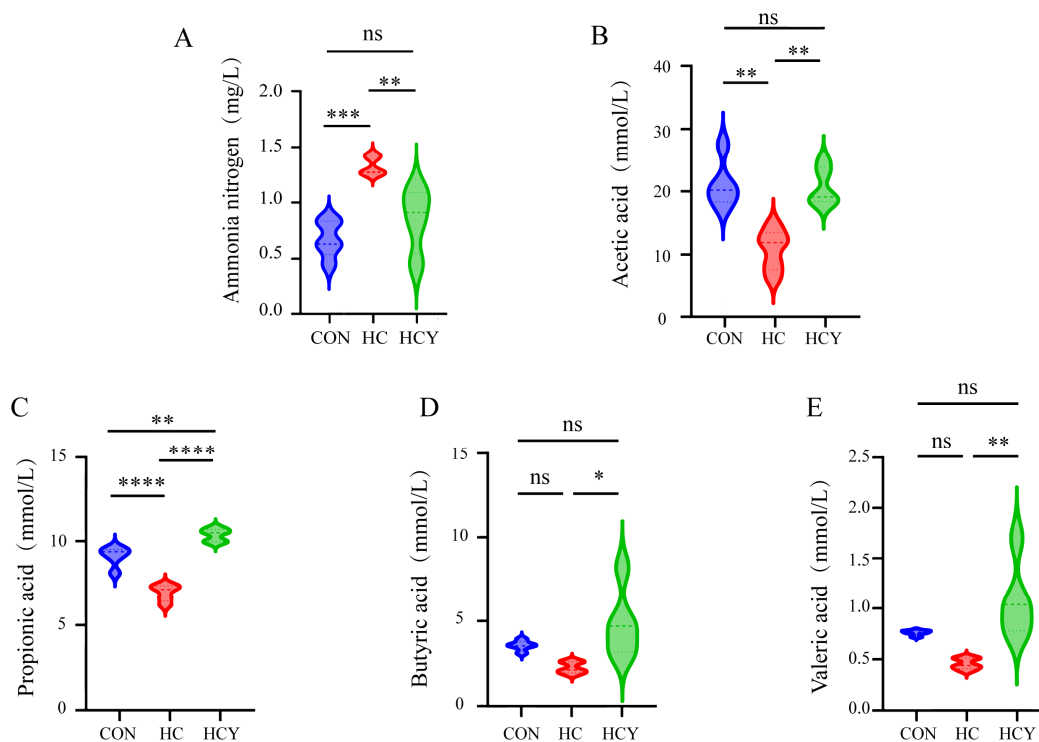 A
ns
**
***
Ammonia nitrogen (mg/L)
2.0
1.5
1.0
0.5
0.0
CON HC HCY
B
ns
**
**
Acetic acid (mmol/L)
40
30
20
10
0
CON HC HCY
C
**
****
****
Propionic acid (mmol/L)
15
10
5
0
CON HC HCY
D
ns
ns
*
Butyric acid (mmol/L)
15
10
5
0
CON HC HCY
E
ns
ns
**
Valeric acid (mmol/L)
2.5
2.0
1.5
1.0
0.5
0.0
CON HC HCY